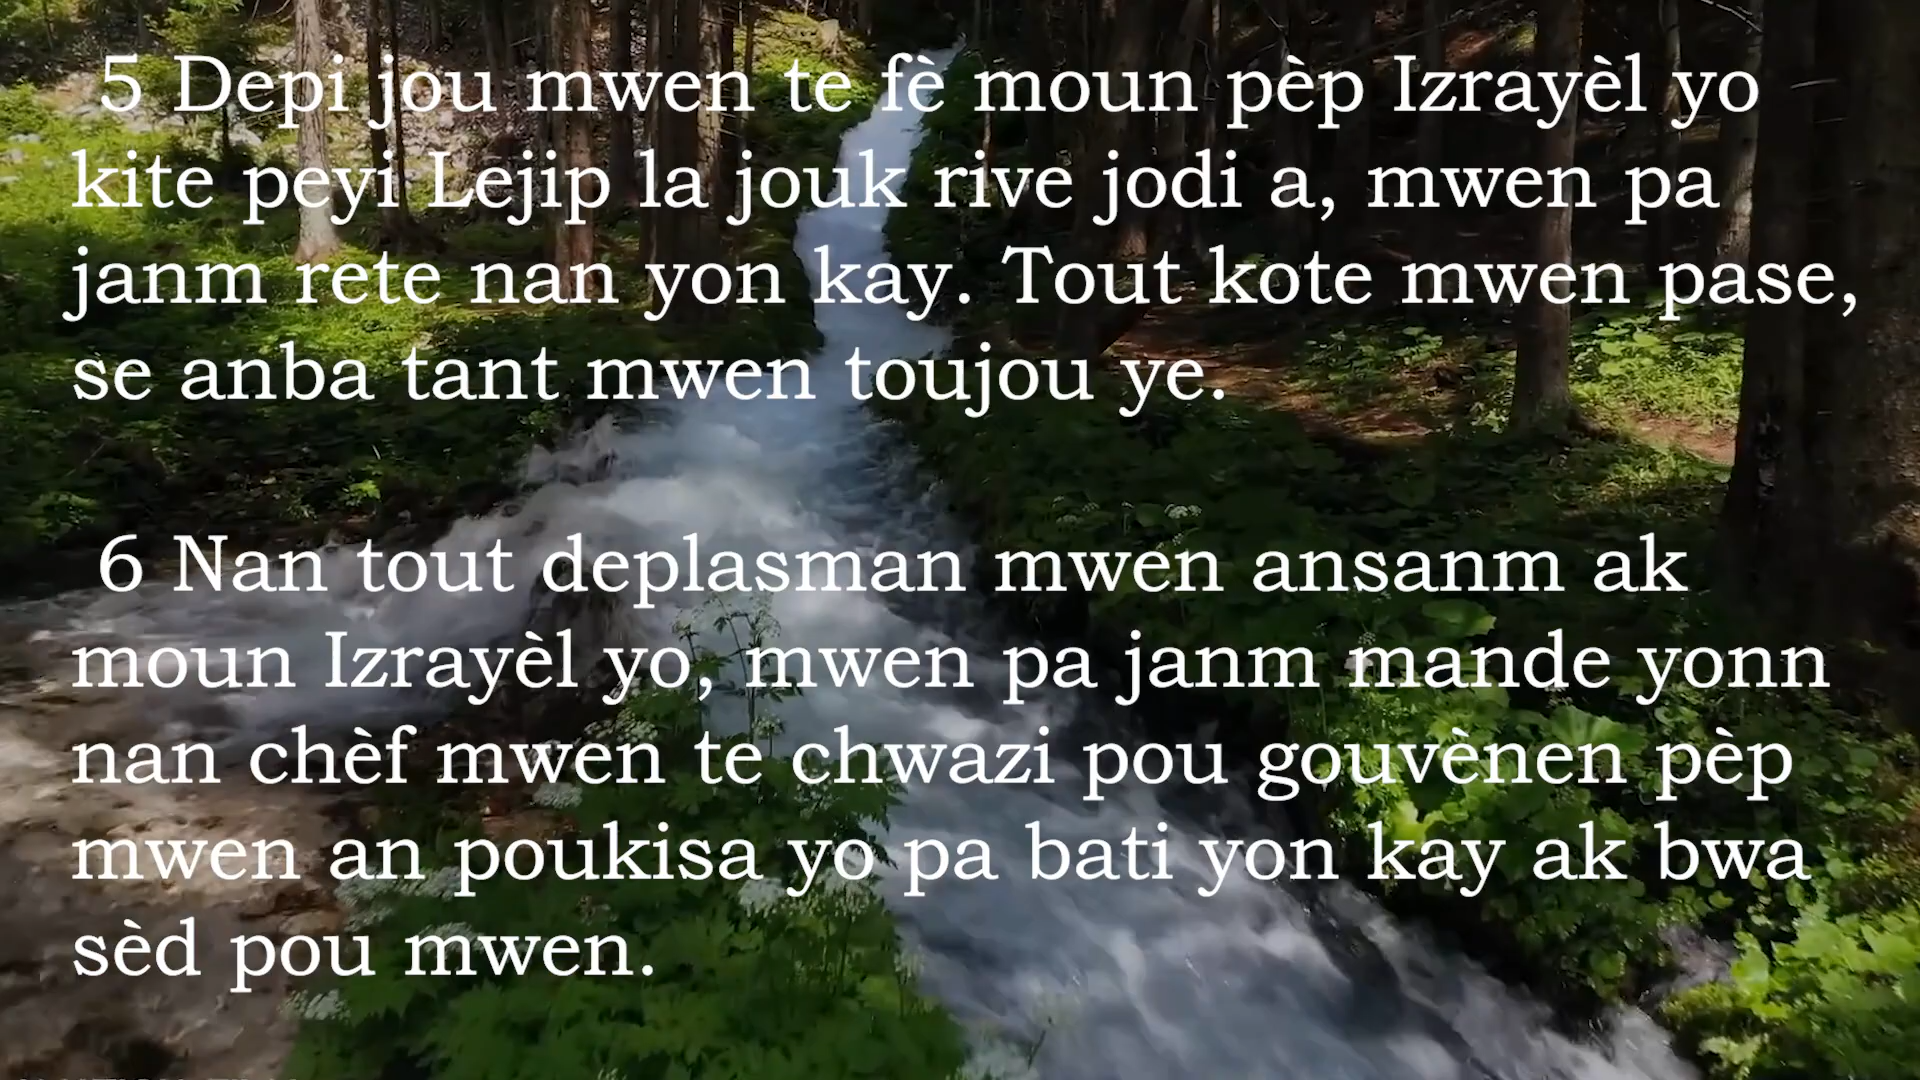 5 Depi jou mwen te fè moun pèp Izrayèl yo
kite peyi Lejip la jouk rive jodi a, mwen pa
janm rete nan yon kay. Tout kote mwen pase,
se anba tant mwen toujou ye.
6 Nan tout deplasman mwen ansanm ak
moun Izrayèl yo, mwen pa janm mande yonn
nan chèf mwen te chwazi pou gouvènen pèp
mwen an poukisa yo pa bati yon kay ak bwa
sèd pou mwen.